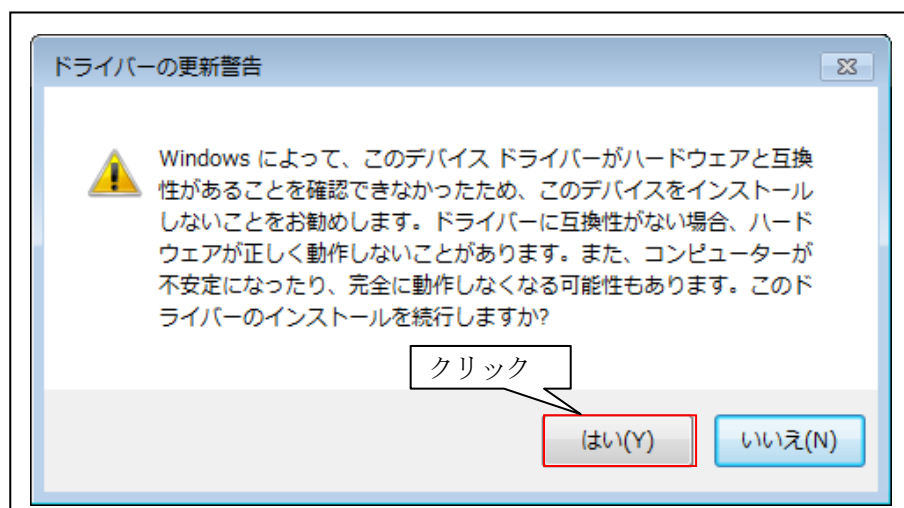 ドライバーの更新警告
Windows によって、このデバイス ドライバーがハードウェアと互換
性があることを確認できなかったため、このデバイスをインストール
しないことをお勧めします。ドライバーに互換性がない場合、ハード
ウェアが正しく動作しないことがあります。また、コンピューターが
不安定になったり、完全に動作しなくなる可能性もあります。このド
ライバーのインストールを続行しますか?
クリック
はい(Y)
いいえ(N)